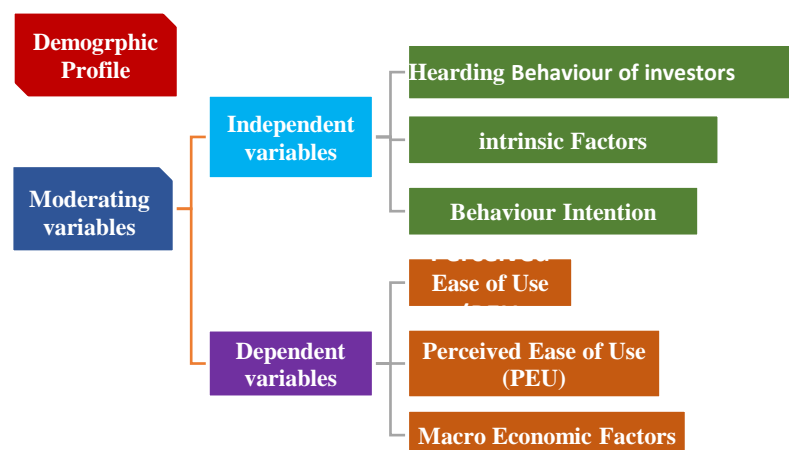 Demogrphic
Profile
Hearding Behaviour of investors
Independent
variables
intrinsic Factors
Moderating
variables
Behaviour Intention
Ease of Use
Dependent
variables
Perceived Ease of Use
(PEU)
Macro Economic Factors